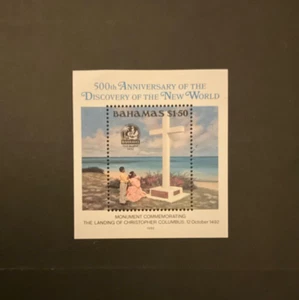 500th ANNIVERSARY OF THE
DISCOVERY OF THE NEW WORLD
BAHAMAS $1.50
MONUMENT COMMEMORATING
THE LANDING OF CHRISTOPHER COLUMBUS·12 October 1492